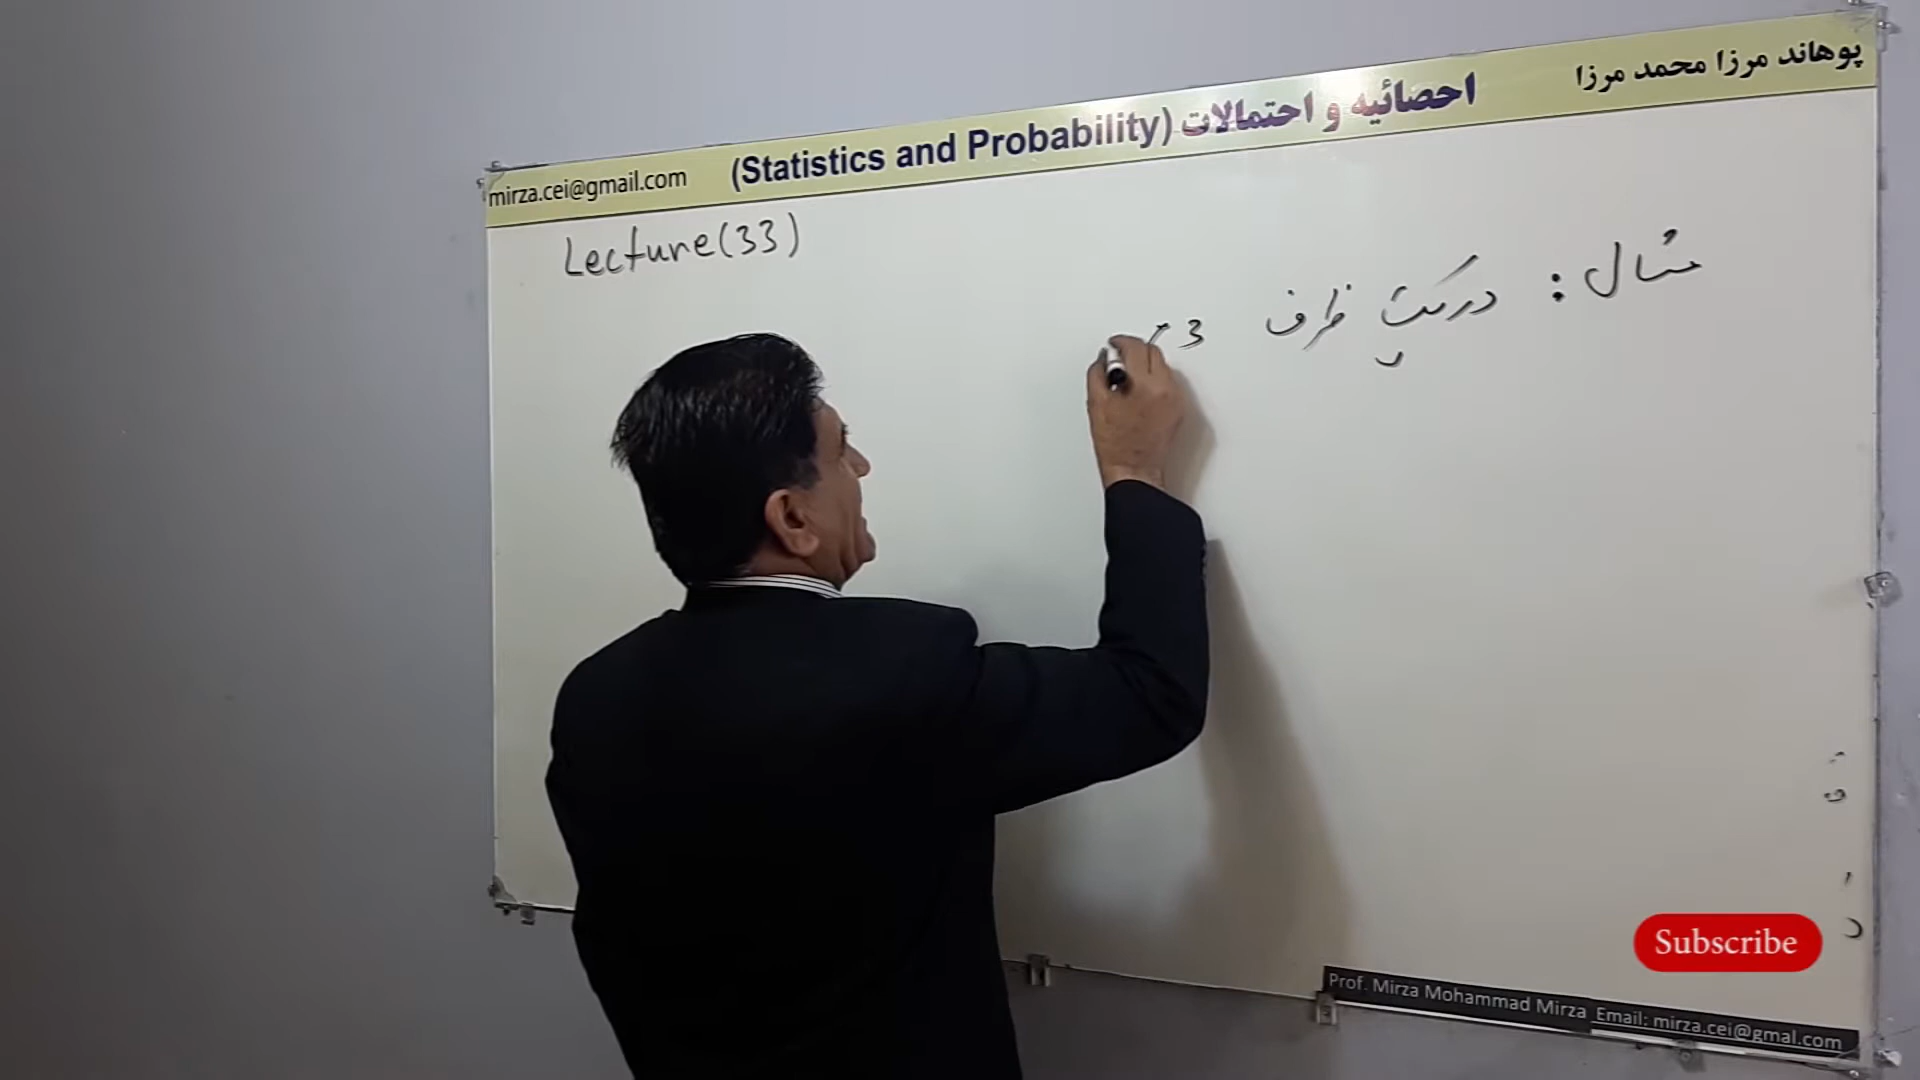 پوهاند مرزا محمد مرزا
احصائیه و احتمالات (Statistics and Probability)
mirza.cei@gmail.com
Lecture(33)
مثال : در یک ظرف 3
Subscribe
Prof. Mirza Mohammad Mirza Email: mirza.cei@gmal.com